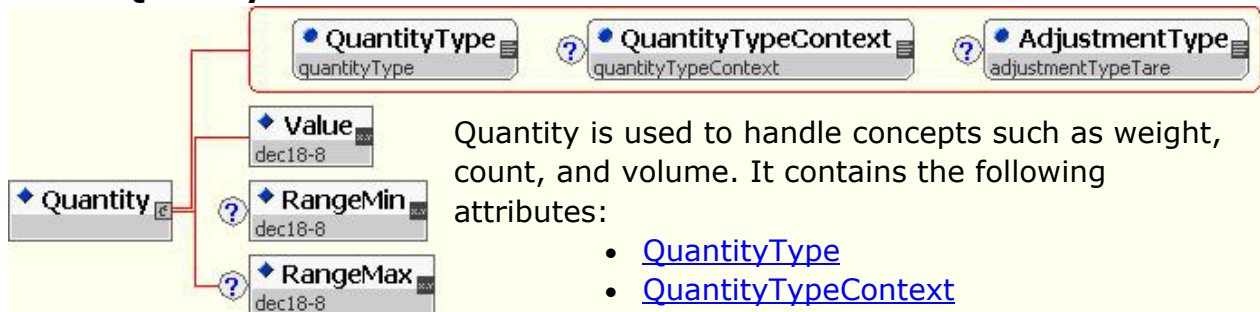 QuantityType
quantityType
?
QuantityTypeContext
quantityTypeContext
?
AdjustmentType
adjustmentTypeTare
Value
dec18-8
Quantity
?
RangeMin
dec18-8
?
RangeMax
dec18-8
Quantity is used to handle concepts such as weight,
count, and volume. It contains the following
attributes:
• QuantityType
• QuantityTypeContext